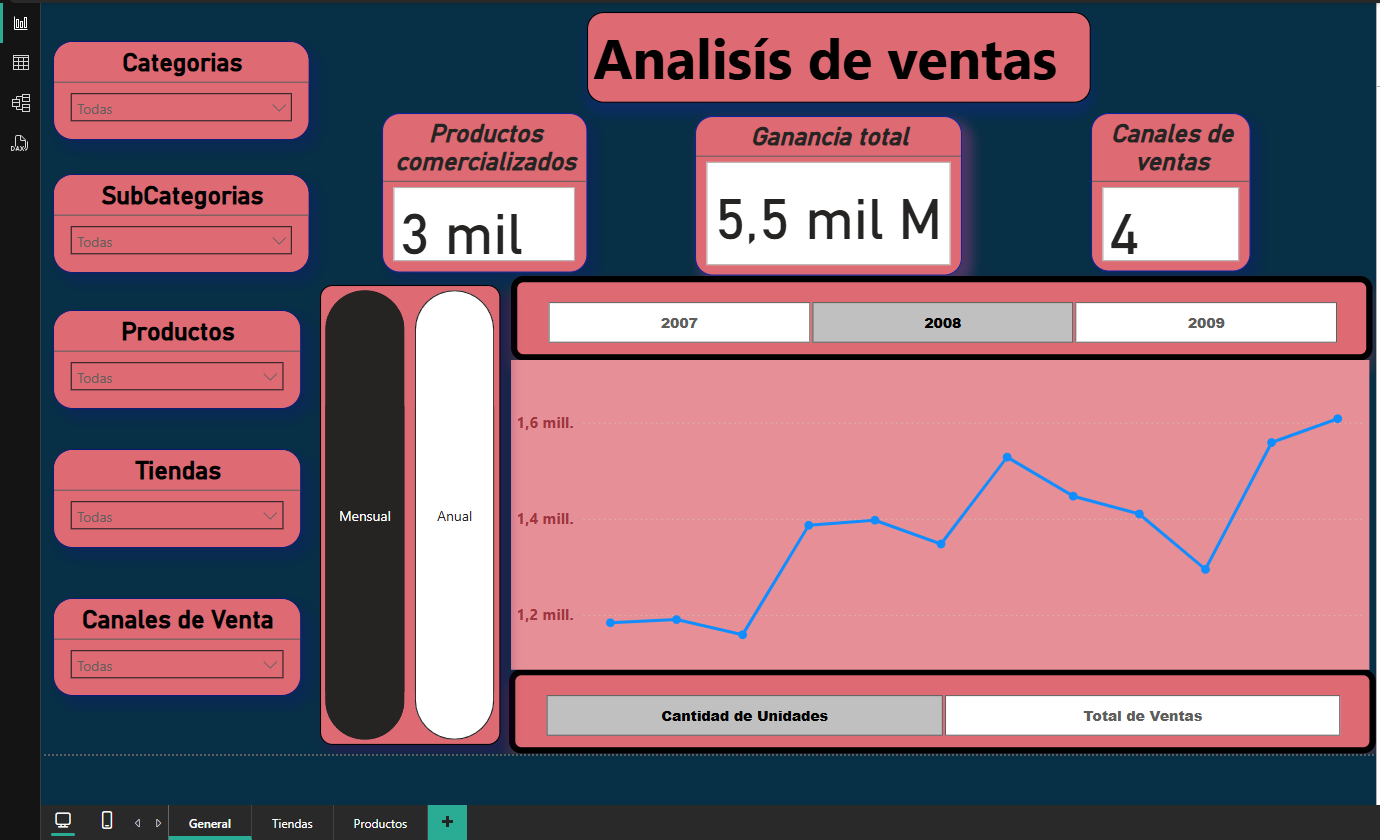 Analisís de ventas
Categorias
Todas
SubCategorias
Todas
Productos
Todas
Tiendas
Todas
Canales de Venta
Todas
Productos
comercializados
3 mil
Ganancia total
5,5 mil M
Canales de
ventas
4
Mensual
Anual
2007
2008
2009
1,6 mill.
1,4 mill.
1,2 mill.
Cantidad de Unidades
Total de Ventas
DAX
General
Tiendas
Productos
+